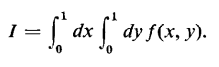 I = ∫₀¹ dx ∫₀¹ dy f(x, y).